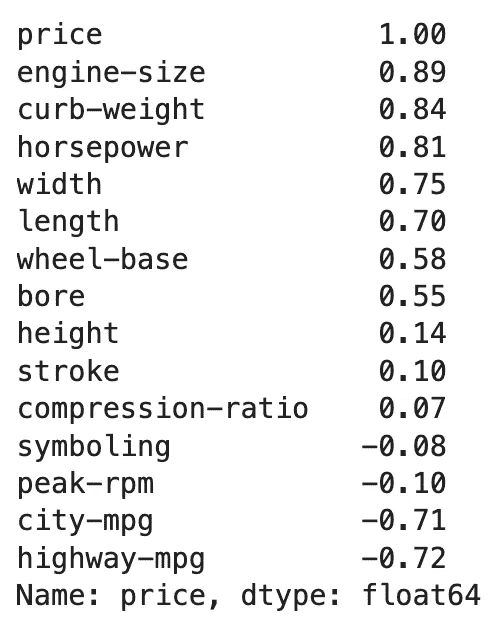 price 1.00
engine-size 0.89
curb-weight 0.84
horsepower 0.81
width 0.75
length 0.70
wheel-base 0.58
bore 0.55
height 0.14
stroke 0.10
compression-ratio 0.07
symboling -0.08
peak-rpm -0.10
city-mpg -0.71
highway-mpg -0.72
Name: price, dtype: float64